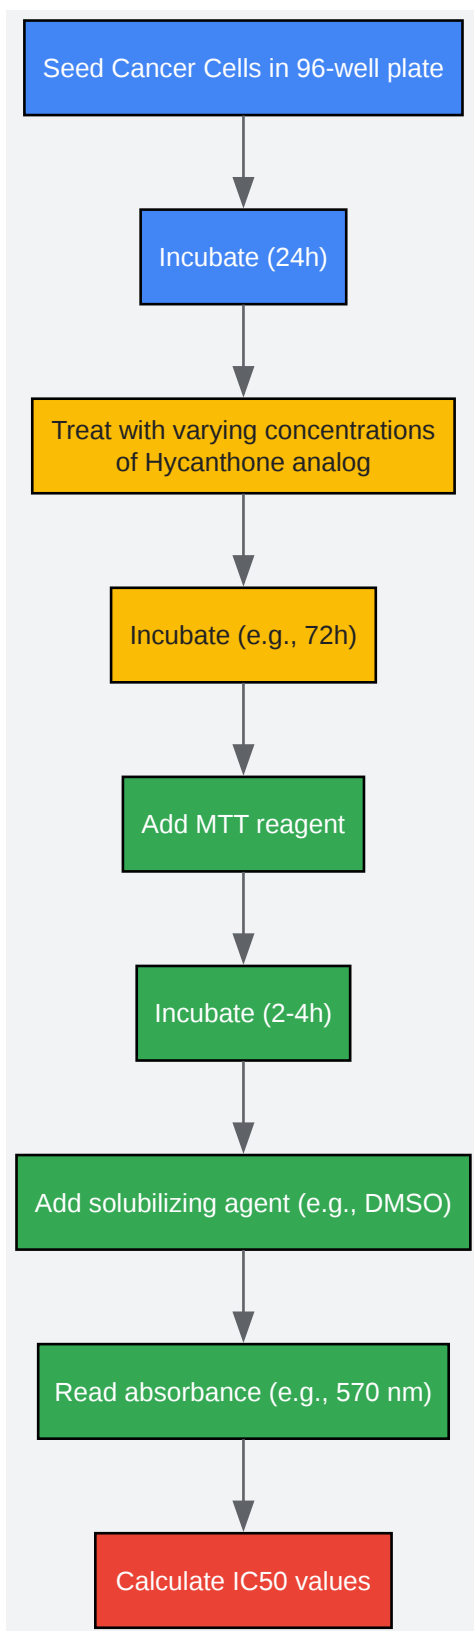 Seed Cancer Cells in 96-well plate
Incubate (24h)
Treat with varying concentrations
of Hycanthone analog
Incubate (e.g., 72h)
Add MTT reagent
Incubate (2-4h)
Add solubilizing agent (e.g., DMSO)
Read absorbance (e.g., 570 nm)
Calculate IC50 values